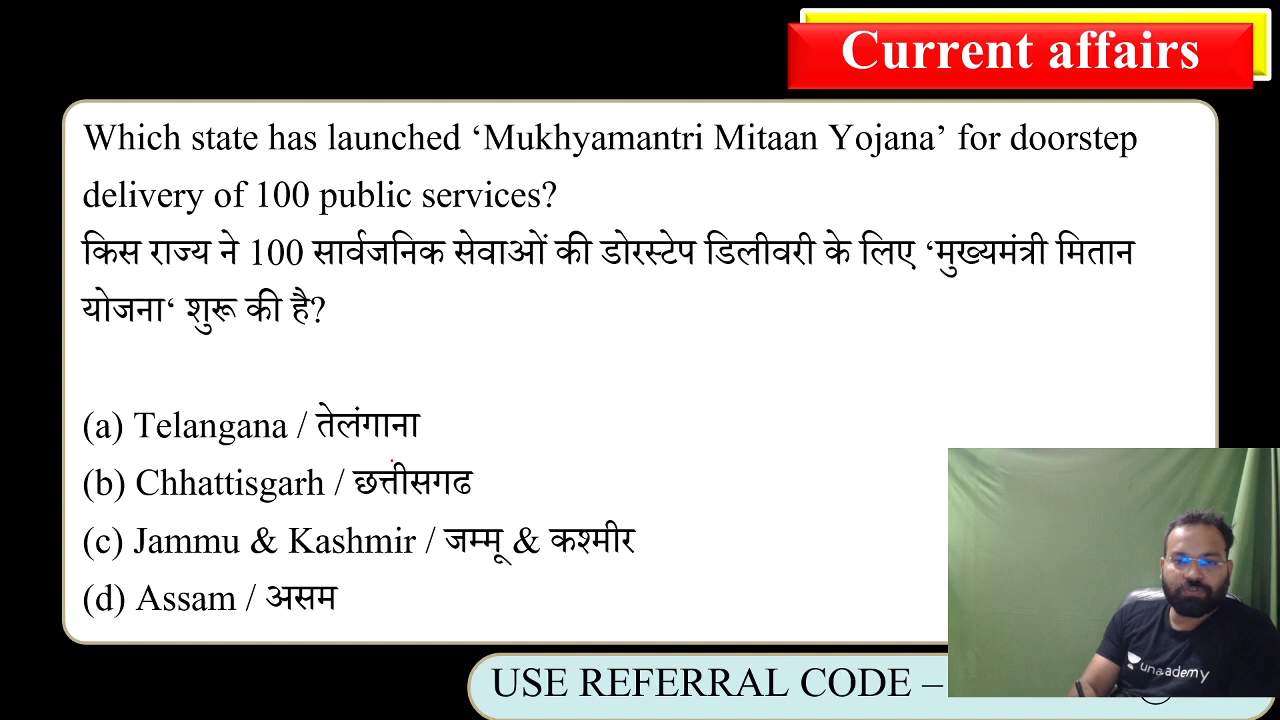 Current affairs
Which state has launched ‘Mukhyamantri Mitaan Yojana’ for doorstep
delivery of 100 public services?
किस राज्य ने 100 सार्वजनिक सेवाओं की डोरस्टेप डिलीवरी के लिए ‘मुख्यमंत्री मितान
योजना‘ शुरू की है?
(a) Telangana / तेलंगाना
(b) Chhattisgarh / छत्तीसगढ
(c) Jammu & Kashmir / जम्मू & कश्मीर
(d) Assam / असम
unacademy
USE REFERRAL CODE –